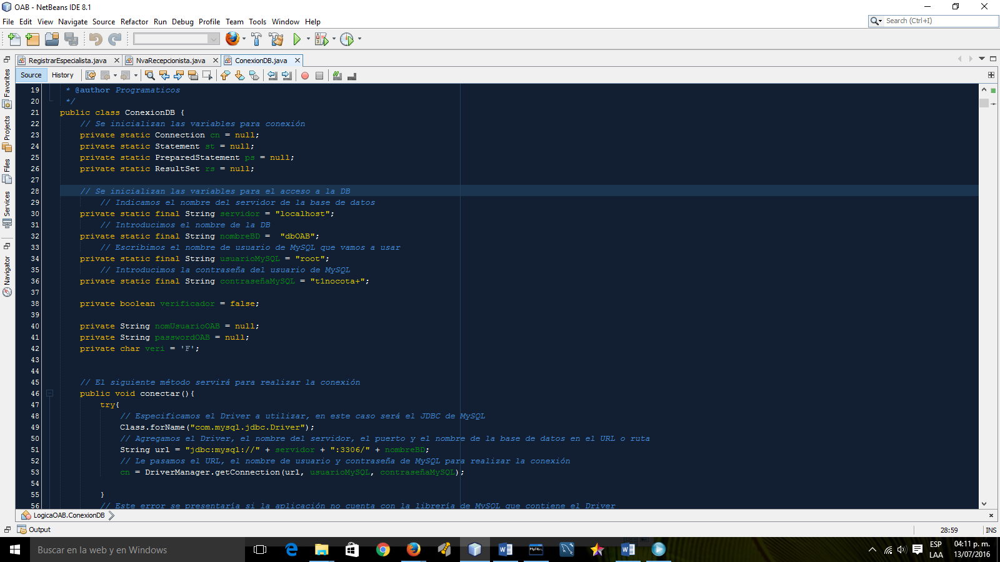 OAB - NetBeans IDE 8.1
File Edit View Navigate Source Refactor Run Debug Profile Team Tools Window Help
Search (Ctrl+I)
RegistrarEspecialista.java
NvaRecepcionista.java
ConexionDB.java
Source History
Favorites
Projects
Files
Services
Navigator
19 * @author Programaticos
20 */
21 public class ConexionDB {
22 // Se inicializan las variables para conexión
23 private static Connection cn = null;
24 private static Statement st = null;
25 private static PreparedStatement ps = null;
26 private static ResultSet rs = null;
27
28 // Se inicializan las variables para el acceso a la DB
29 // Indicamos el nombre del servidor de la base de datos
30 private static final String servidor = "localhost";
31 // Introducimos el nombre de la DB
32 private static final String nombreBD =  "dbOAB";
33 // Escribimos el nombre de usuario de MySQL que vamos a usar
34 private static final String usuarioMySQL = "root";
35 // Introducimos la contraseña del usuario de MySQL
36 private static final String contraseñaMySQL = "t1nocota+";
37
38 private boolean verificador = false;
39
40 private String nomUsuarioOAB = null;
41 private String passwordOAB = null;
42 private char veri = 'F';
43
44
45 // El siguiente método servirá para realizar la conexión
46 public void conectar(){
47 try{
48 // Especificamos el Driver a utilizar, en este caso será el JDBC de MySQL
49 Class.forName("com.mysql.jdbc.Driver");
50 // Agregamos el Driver, el nombre del servidor, el puerto y el nombre de la base de datos en el URL o ruta
51 String url = "jdbc:mysql://" + servidor + ":3306/" + nombreBD;
52 // Le pasamos el URL, el nombre de usuario y contraseña de MySQL para realizar la conexión
53 cn = DriverManager.getConnection(url, usuarioMySQL, contraseñaMySQL);
54
55 }
56 // Este error se presentaría si la aplicación no cuenta con la librería de MySQL que contiene el Driver
LogicaOAB.ConexionDB
Output
28:59 INS
Buscar en la web y en Windows
ESP
LAA
04:11 p. m.
13/07/2016